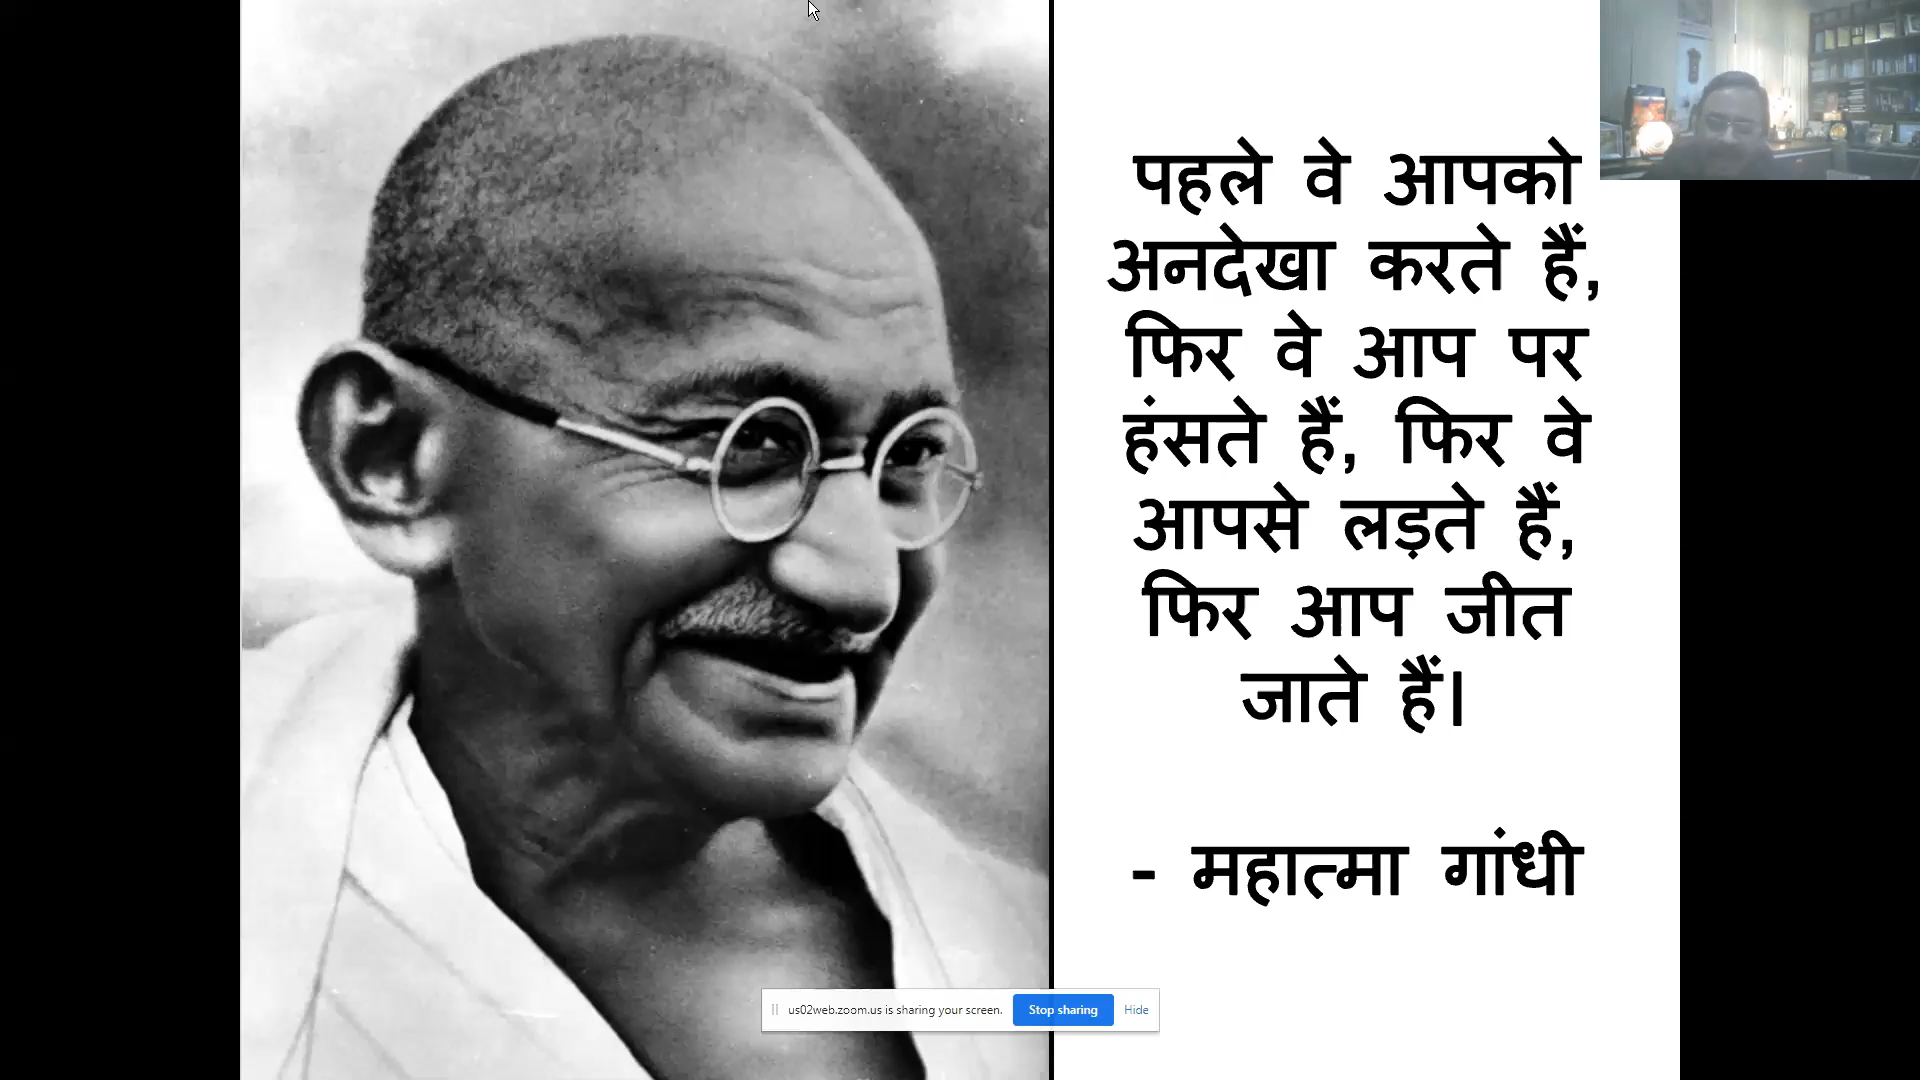 पहले वे आपको
अनदेखा करते हैं,
फिर वे आप पर
हंसते हैं, फिर वे
आपसे लड़ते हैं,
फिर आप जीत
जाते हैं।
- महात्मा गांधी
us02web.zoom.us is sharing your screen. Stop sharing Hide